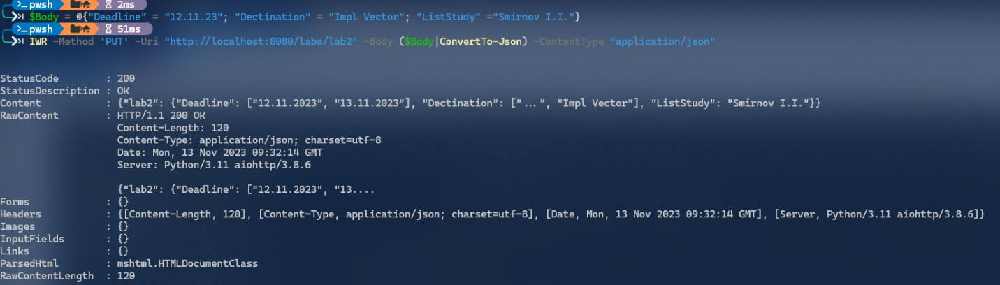 pwsh 2ms
$Body = @{"Deadline" = "12.11.23"; "Dectination" = "Impl Vector"; "ListStudy" ="Smirnov I.I."}
pwsh 51ms
IWR -Method 'PUT' -Uri "http://localhost:8080/labs/lab2" -Body ($Body|ConvertTo-Json) -ContentType "application/json"
StatusCode : 200
StatusDescription : OK
Content : {"lab2": {"Deadline": ["12.11.2023", "13.11.2023"], "Dectination": ["...", "Impl Vector"], "ListStudy": "Smirnov I.I."}}
RawContent : HTTP/1.1 200 OK
Content-Length: 120
Content-Type: application/json; charset=utf-8
Date: Mon, 13 Nov 2023 09:32:14 GMT
Server: Python/3.11 aiohttp/3.8.6
{"lab2": {"Deadline": ["12.11.2023", "13....
Forms : {}
Headers : {[Content-Length, 120], [Content-Type, application/json; charset=utf-8], [Date, Mon, 13 Nov 2023 09:32:14 GMT], [Server, Python/3.11 aiohttp/3.8.6]}
Images : {}
InputFields : {}
Links : {}
ParsedHtml : mshtml.HTMLDocumentClass
RawContentLength : 120